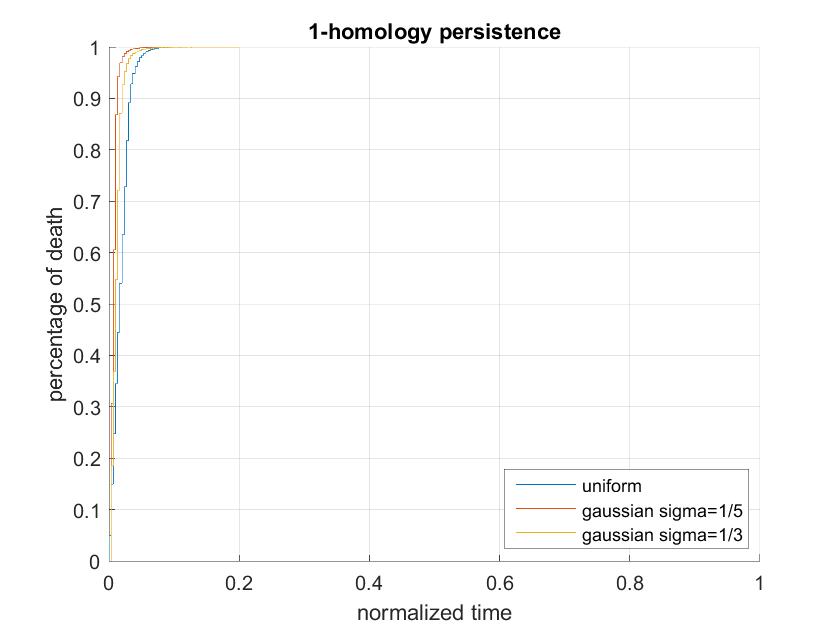 1-homology persistence
percentage of death
1
0.9
0.8
0.7
0.6
0.5
0.4
0.3
0.2
0.1
0
uniform
gaussian sigma=1/5
gaussian sigma=1/3
0 0.2 0.4 0.6 0.8 1
normalized time